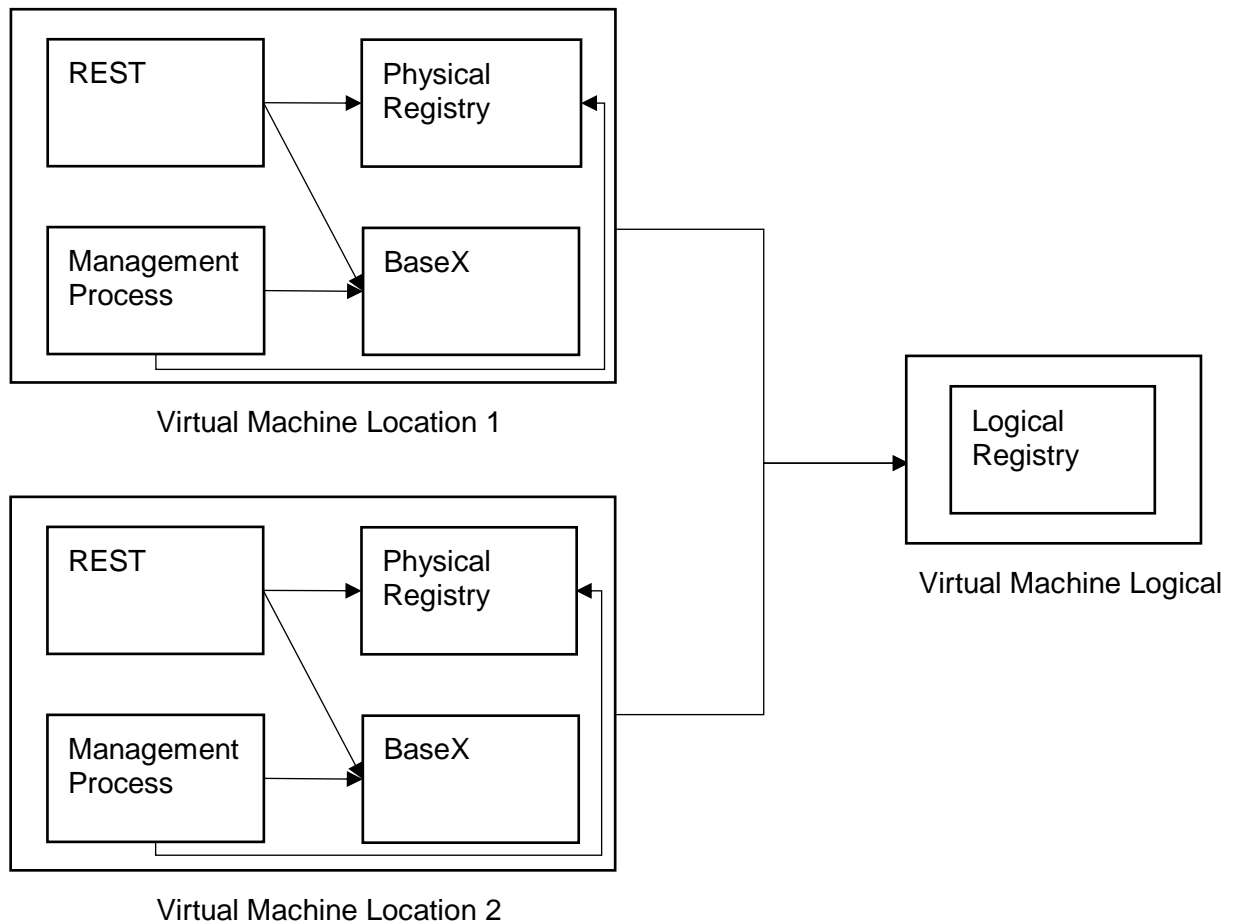 REST
Physical
Registry
Management
Process
BaseX
Virtual Machine Location 1
REST
Physical
Registry
Management
Process
BaseX
Virtual Machine Location 2
Logical
Registry
Virtual Machine Logical